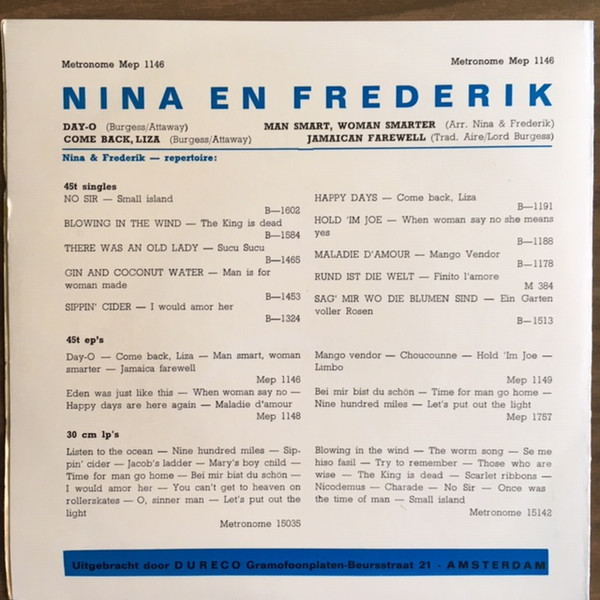 Metronome Mep 1146
Metronome Mep 1146
NINA EN FREDERIK
DAY-O (Burgess/Attaway)
COME BACK, LIZA (Burgess/Attaway)
MAN SMART, WOMAN SMARTER (Arr. Nina & Frederik)
JAMAICAN FAREWELL (Trad. Aire/Lord Burgess)
Nina & Frederik — repertoire:
45t singles
NO SIR — Small island
B—1602
BLOWING IN THE WIND — The King is dead
B—1584
THERE WAS AN OLD LADY — Sucu Sucu
B—1465
GIN AND COCONUT WATER — Man is for
woman made
B—1453
SIPPIN' CIDER — I would amor her
B—1324
HAPPY DAYS — Come back, Liza
B—1191
HOLD 'IM JOE — When woman say no she means
yes
B—1188
MALADIE D'AMOUR — Mango Vendor
B—1178
RUND IST DIE WELT — Finito l'amore
M 384
SAG' MIR WO DIE BLUMEN SIND — Ein Garten
voller Rosen
B—1513
45t ep's
Day-O — Come back, Liza — Man smart, woman
smarter — Jamaica farewell
Mep 1146
Eden was just like this — When woman say no —
Happy days are here again — Maladie d'amour
Mep 1148
Mango vendor — Choucounne — Hold 'Im Joe —
Limbo
Mep 1149
Bei mir bist du schön — Time for man go home —
Nine hundred miles — Let's put out the light
Mep 1757
30 cm lp's
Listen to the ocean — Nine hundred miles — Sip-
pin' cider — Jacob's ladder — Mary's boy child —
Time for man go home — Bei mir bist du schön —
I would amor her — You can't get to heaven on
rollerskates — O, sinner man — Let's put out the
light
Metronome 15035
Blowing in the wind — The worm song — Se me
hiso fasil — Try to remember — Those who are
wise — The King is dead — Scarlet ribbons —
Nicodemus — Charade — No Sir — Once was
the time of man — Small island
Metronome 15142
Uitgebracht door DURECO Gramofoonplaten-Beursstraat 21 - AMSTERDAM